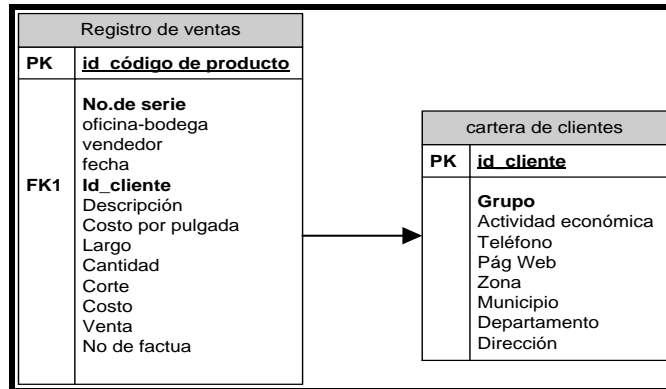 Registro de ventas
PK id_código de producto
No.de serie
oficina-bodega
vendedor
fecha
FK1 Id_cliente
Descripción
Costo por pulgada
Largo
Cantidad
Corte
Costo
Venta
No de factua
cartera de clientes
PK id_cliente
Grupo
Actividad económica
Teléfono
Pág Web
Zona
Municipio
Departamento
Dirección